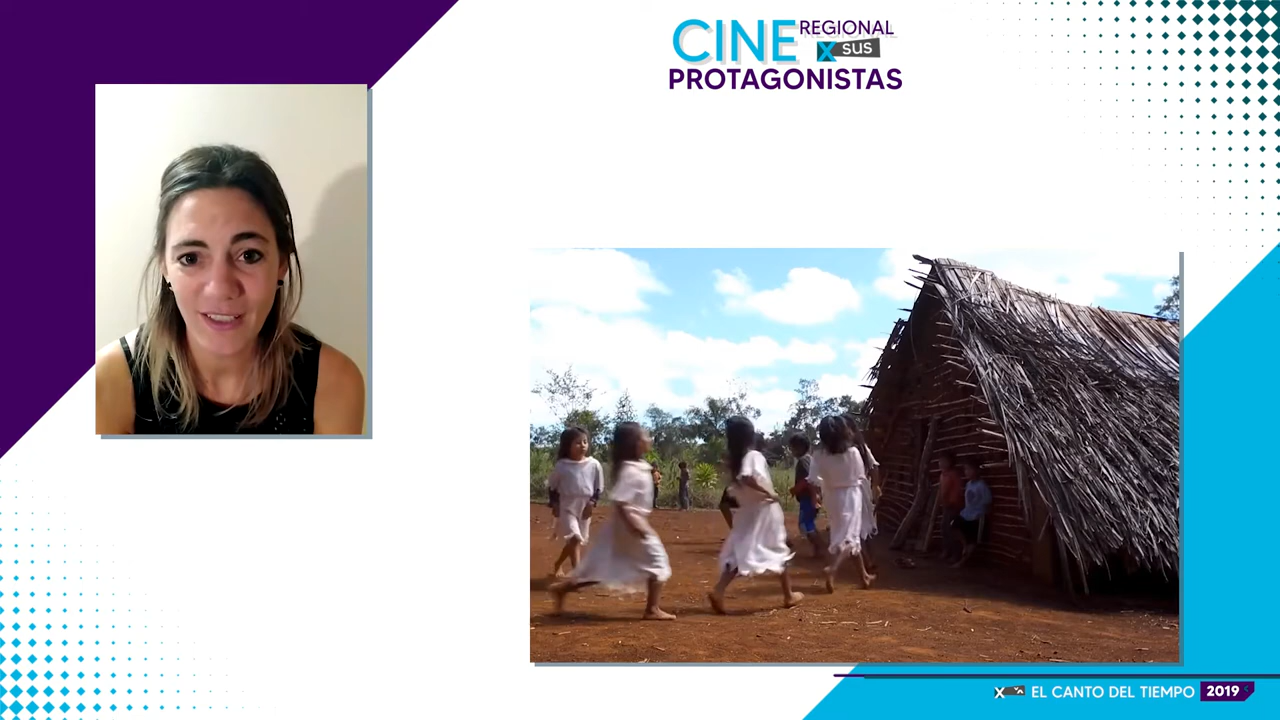 CINE REGIONAL
X SUS
PROTAGONISTAS
EL CANTO DEL TIEMPO 2019